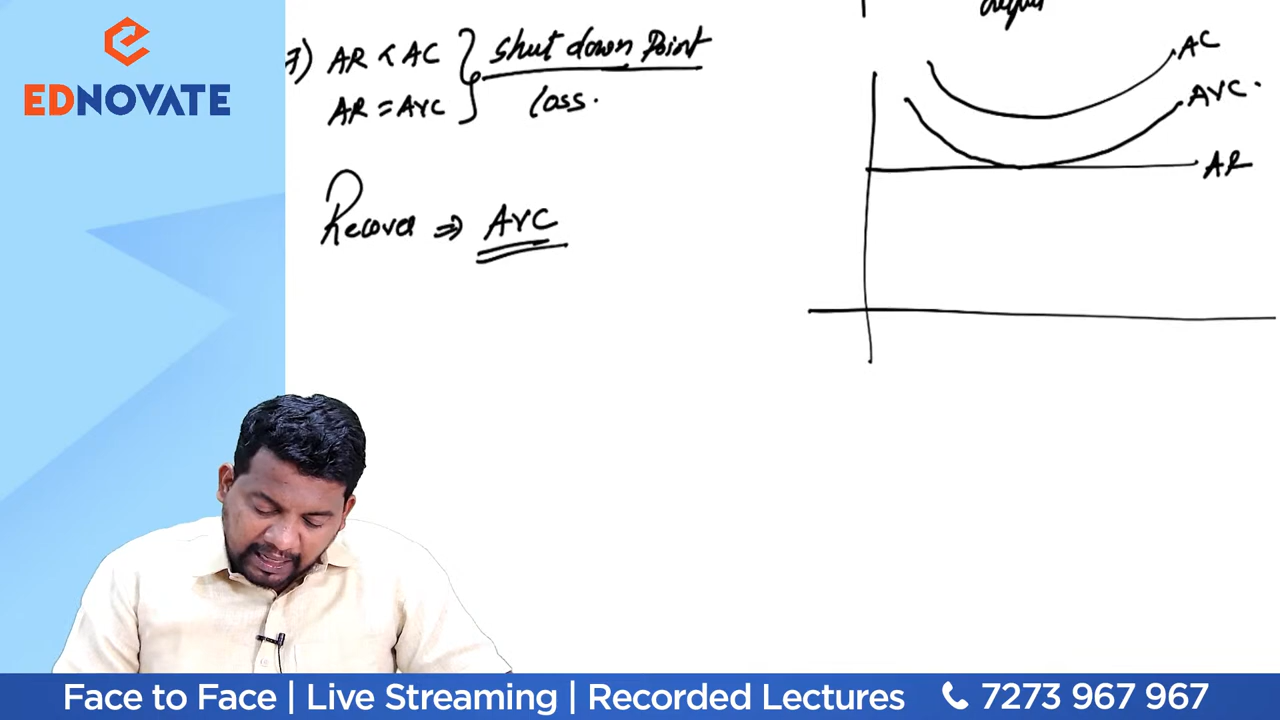 EDNOVATE
7) AR < AC } shut down Point
AR = AVC } loss.
Recover ⇒ AVC
AC
AVC.
AR
Face to Face | Live Streaming | Recorded Lectures 7273 967 967